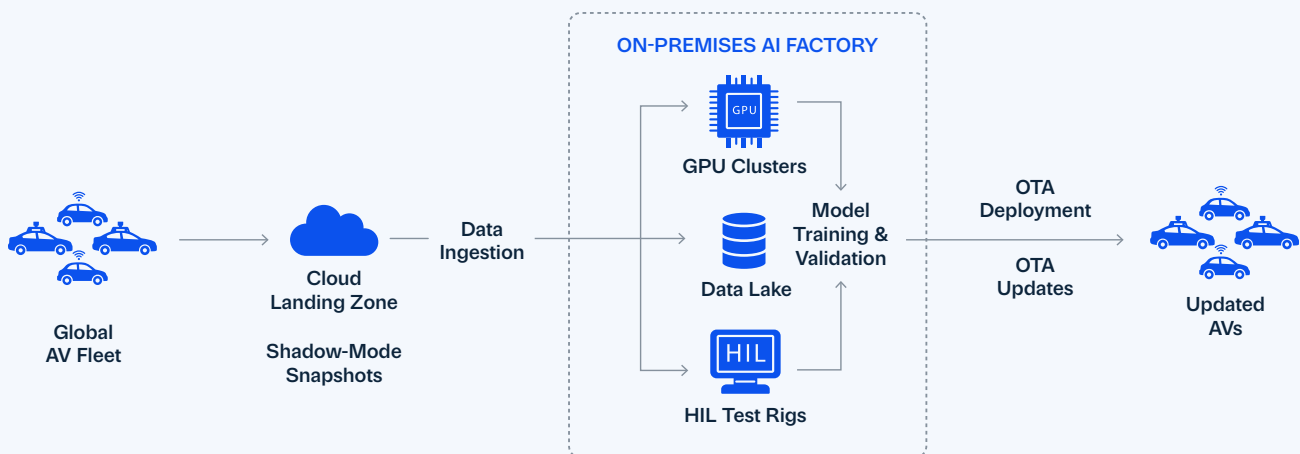 ON-PREMISES AI FACTORY
GPU
GPU Clusters
Global
AV Fleet
Cloud
Landing Zone
Shadow-Mode
Snapshots
Data
Ingestion
Data Lake
Model
Training &
Validation
HIL
HIL Test Rigs
OTA
Deployment
OTA
Updates
Updated
AVs